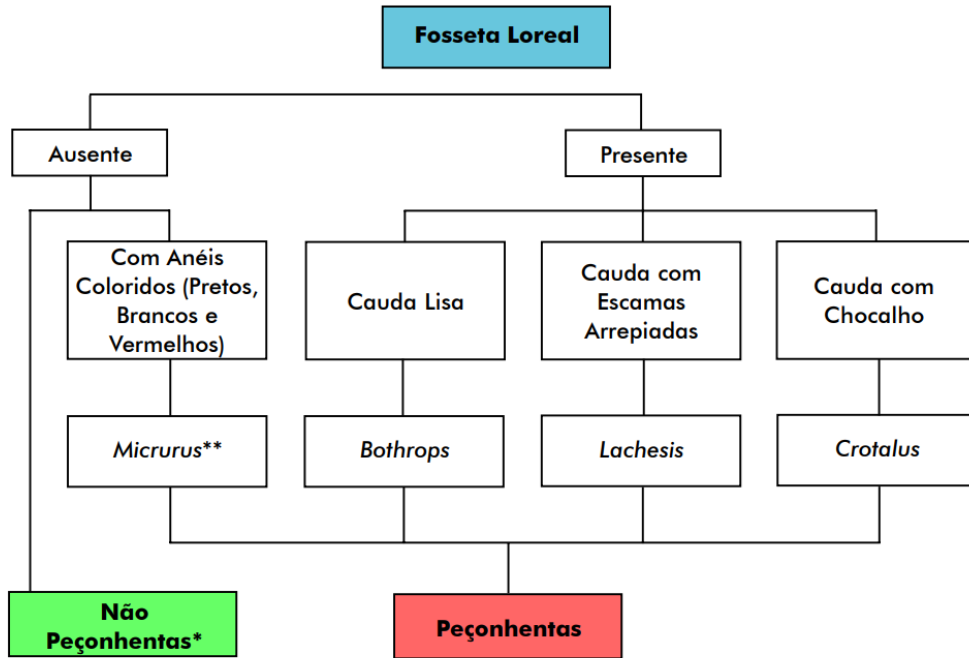 Fosseta Loreal
Ausente
Presente
Com Anéis
Coloridos (Pretos,
Brancos e
Vermelhos)
Cauda Lisa
Cauda com
Escamas
Arrepiadas
Cauda com
Chocalho
Micrurus**
Bothrops
Lachesis
Crotalus
Não
Peçonhentas*
Peçonhentas